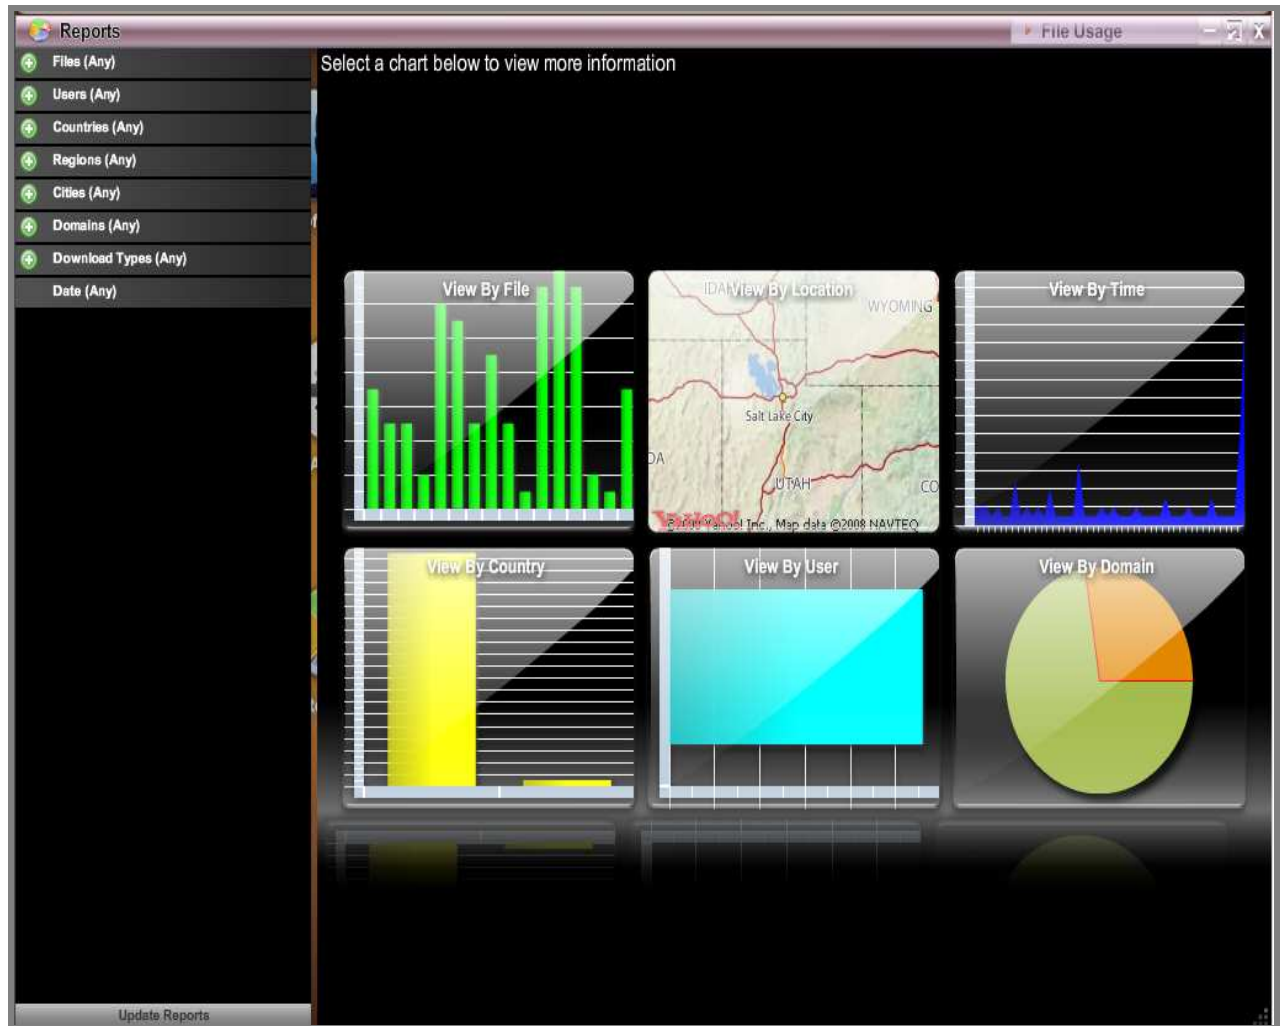 Reports
File Usage
Files (Any)
Users (Any)
Countries (Any)
Regions (Any)
Cities (Any)
Domains (Any)
Download Types (Any)
Date (Any)
Select a chart below to view more information
View By File
View By Location
View By Time
WYOMING
Salt Lake City
UTAH
CO
YAHOO!
Yahoo! Inc., Map data ©2008 NAVTEQ
View By Country
View By User
View By Domain
Update Reports